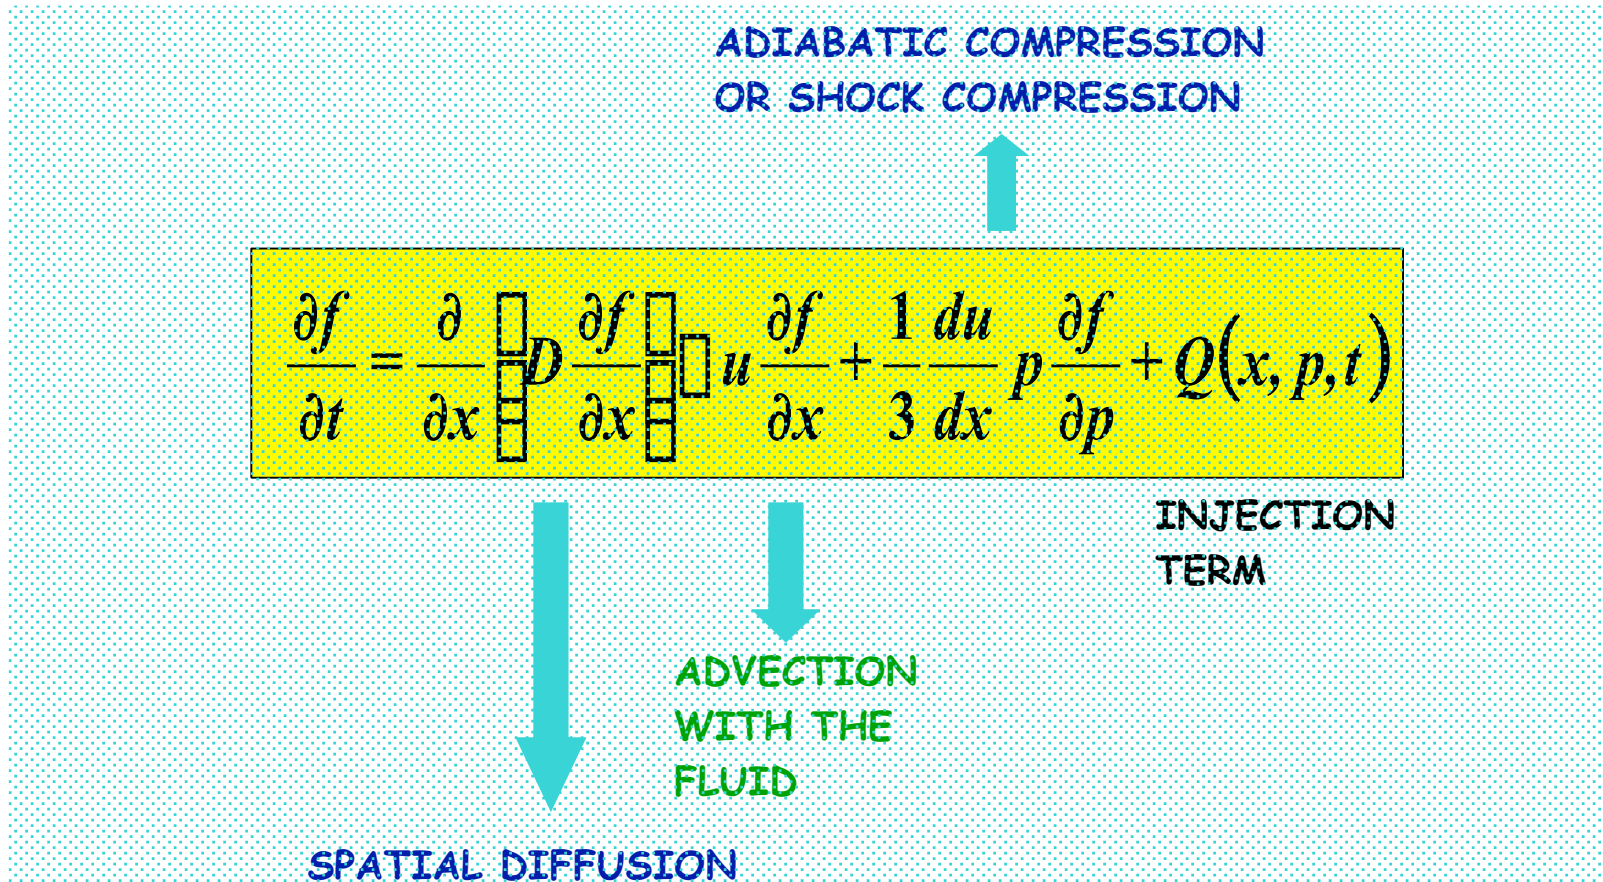 ADIABATIC COMPRESSION
OR SHOCK COMPRESSION
∂f/∂t = ∂/∂x ▯D ∂f/∂x▯ ▯ u ∂f/∂x + 1/3 du/dx p ∂f/∂p + Q(x, p, t)
INJECTION
TERM
ADVECTION
WITH THE
FLUID
SPATIAL DIFFUSION